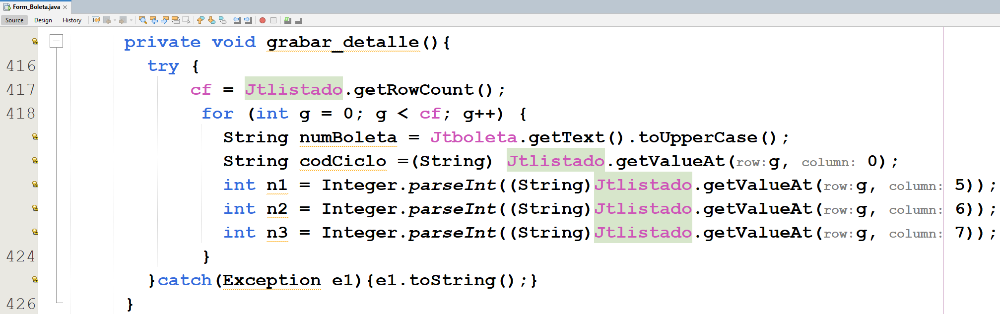 Form_Boleta.java
Source Design History
private void grabar_detalle(){
416 try {
417 cf = Jtlistado.getRowCount();
418 for (int g = 0; g < cf; g++) {
String numBoleta = Jtboleta.getText().toUpperCase();
String codCiclo =(String) Jtlistado.getValueAt(row:g, column: 0);
int n1 = Integer.parseInt((String)Jtlistado.getValueAt(row:g, column: 5));
int n2 = Integer.parseInt((String)Jtlistado.getValueAt(row:g, column: 6));
int n3 = Integer.parseInt((String)Jtlistado.getValueAt(row:g, column: 7));
424 }
}catch(Exception e1){e1.toString();}
426 }